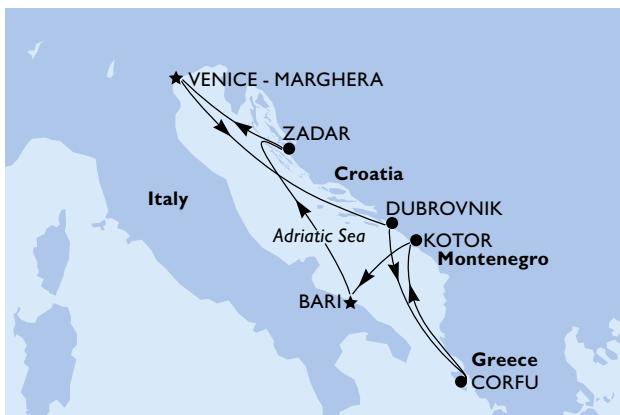 VENICE - MARGHERA
ZADAR
Croatia
Italy
DUBROVNIK
Adriatic Sea
KOTOR
Montenegro
BARI
Greece
CORFU